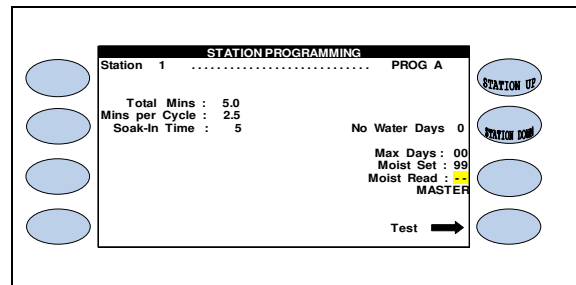 STATION PROGRAMMING
Station 1 ............................ PROG A
STATION UP
Total Mins : 5.0
Mins per Cycle : 2.5
Soak-In Time : 5 No Water Days 0
STATION DOWN
Max Days : 00
Moist Set : 99
Moist Read : --
MASTER
Test